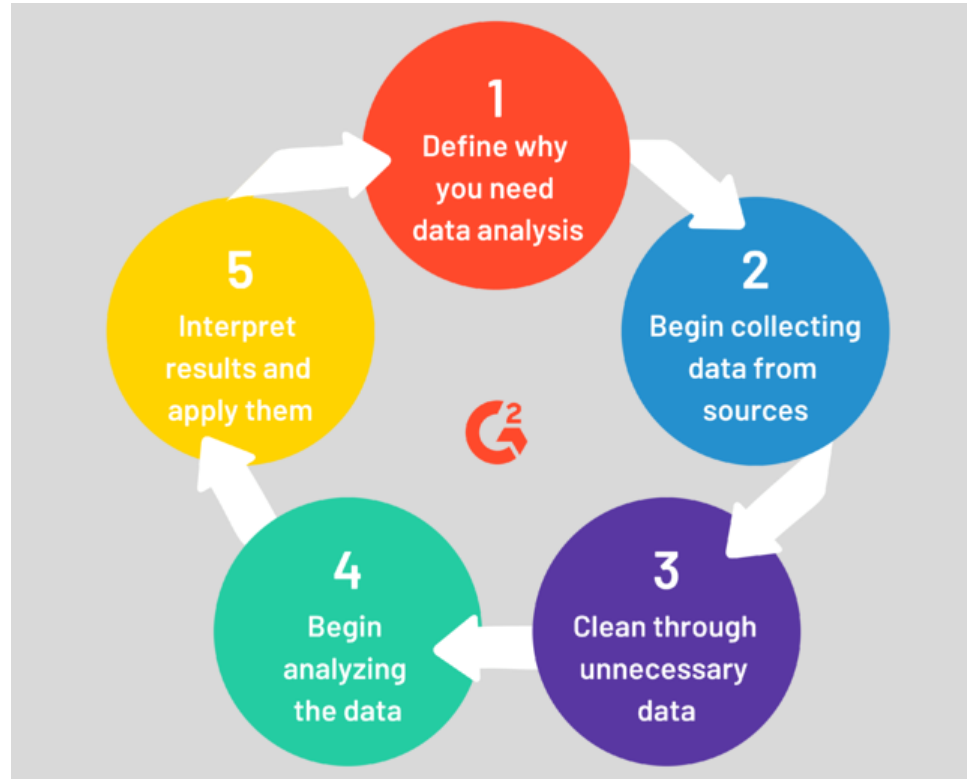 1
Define why
you need
data analysis
2
Begin collecting
data from
sources
3
Clean through
unnecessary
data
4
Begin
analyzing
the data
5
Interpret
results and
apply them
G2